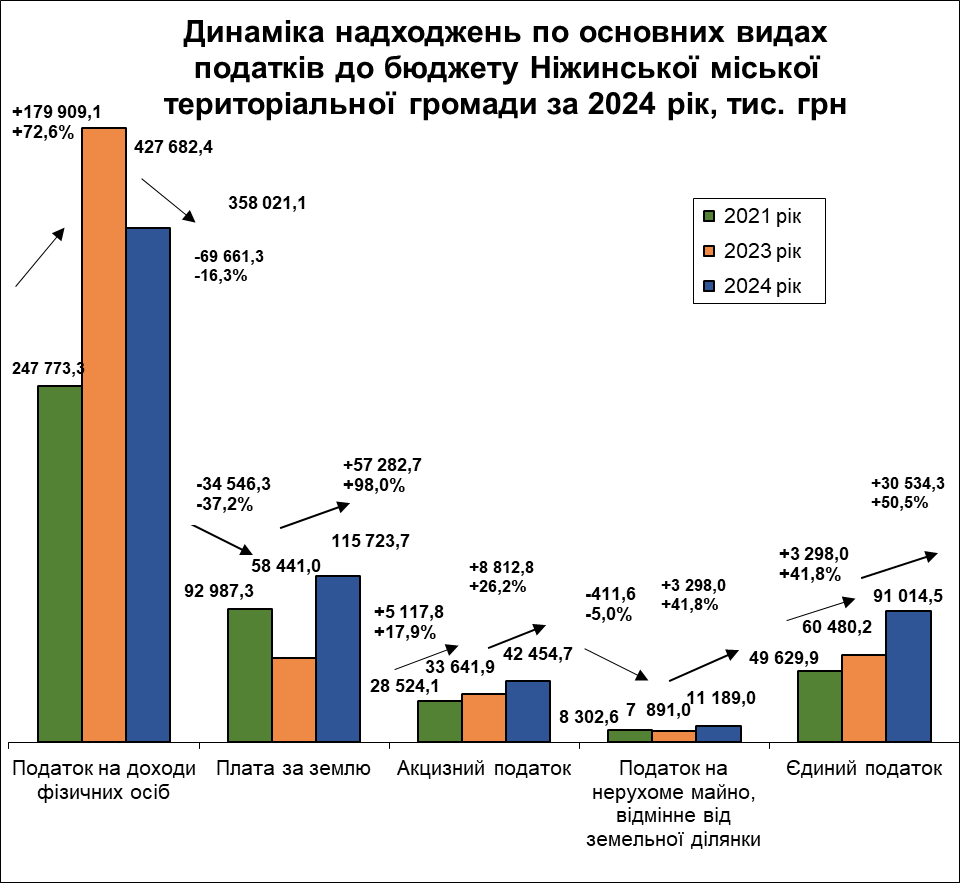 Динаміка надходжень по основних видах
податків до бюджету Ніжинської міської
територіальної громади за 2024 рік, тис. грн
+179 909,1
+72,6%
427 682,4
358 021,1
-69 661,3
-16,3%
247 773,3
2021 рік
2023 рік
2024 рік
-34 546,3
-37,2%
+57 282,7
+98,0%
115 723,7
58 441,0
92 987,3
+8 812,8
+26,2%
+5 117,8
+17,9%
42 454,7
33 641,9
28 524,1
-411,6
-5,0%
+3 298,0
+41,8%
11 189,0
7 891,0
8 302,6
+30 534,3
+50,5%
+3 298,0
+41,8%
91 014,5
60 480,2
49 629,9
Податок на доходи
фізичних осіб
Плата за землю
Акцизний податок
Податок на
нерухоме майно,
відмінне від
земельної ділянки
Єдиний податок